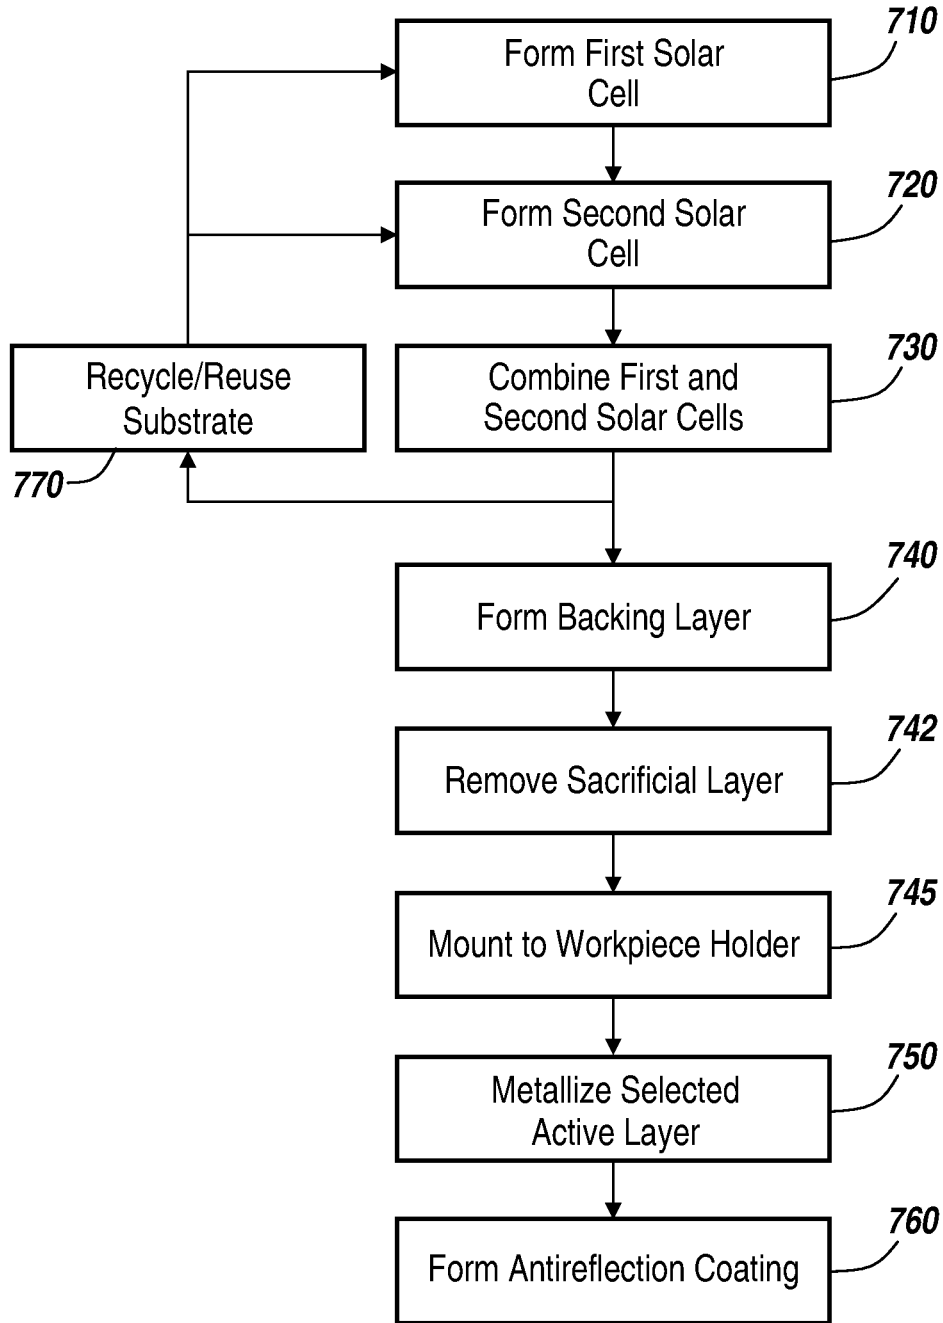 710
Form First Solar
Cell
720
Form Second Solar
Cell
730
Recycle/Reuse
Substrate
770
Combine First and
Second Solar Cells
740
Form Backing Layer
742
Remove Sacrificial Layer
745
Mount to Workpiece Holder
750
Metallize Selected
Active Layer
760
Form Antireflection Coating